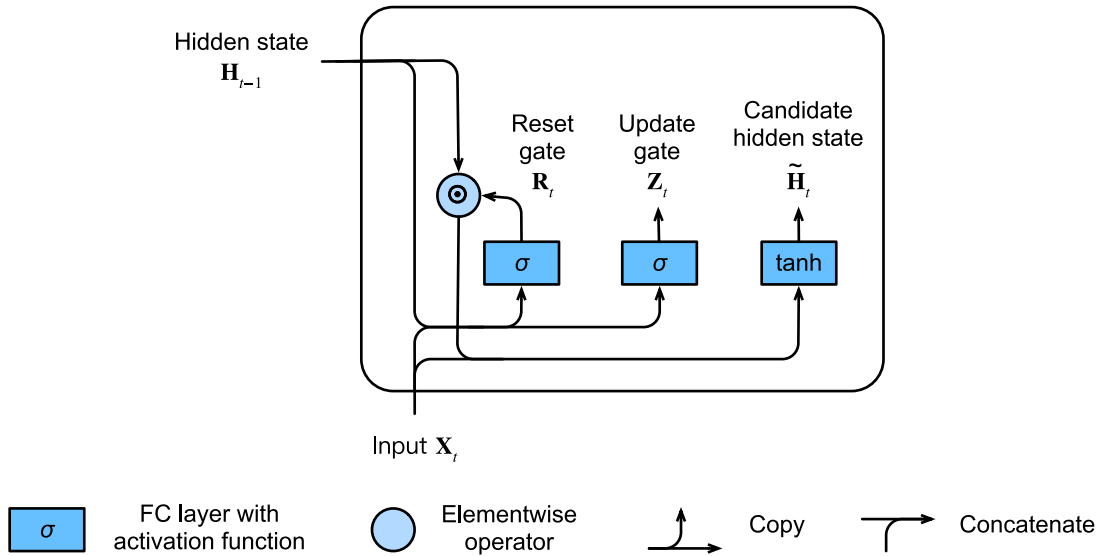 Hidden state
H_{t−1}
Reset
gate
R_t
Update
gate
Z_t
Candidate
hidden state
H̃_t
⊙
σ
σ
tanh
Input X_t
σ
FC layer with
activation function
Elementwise
operator
Copy
Concatenate